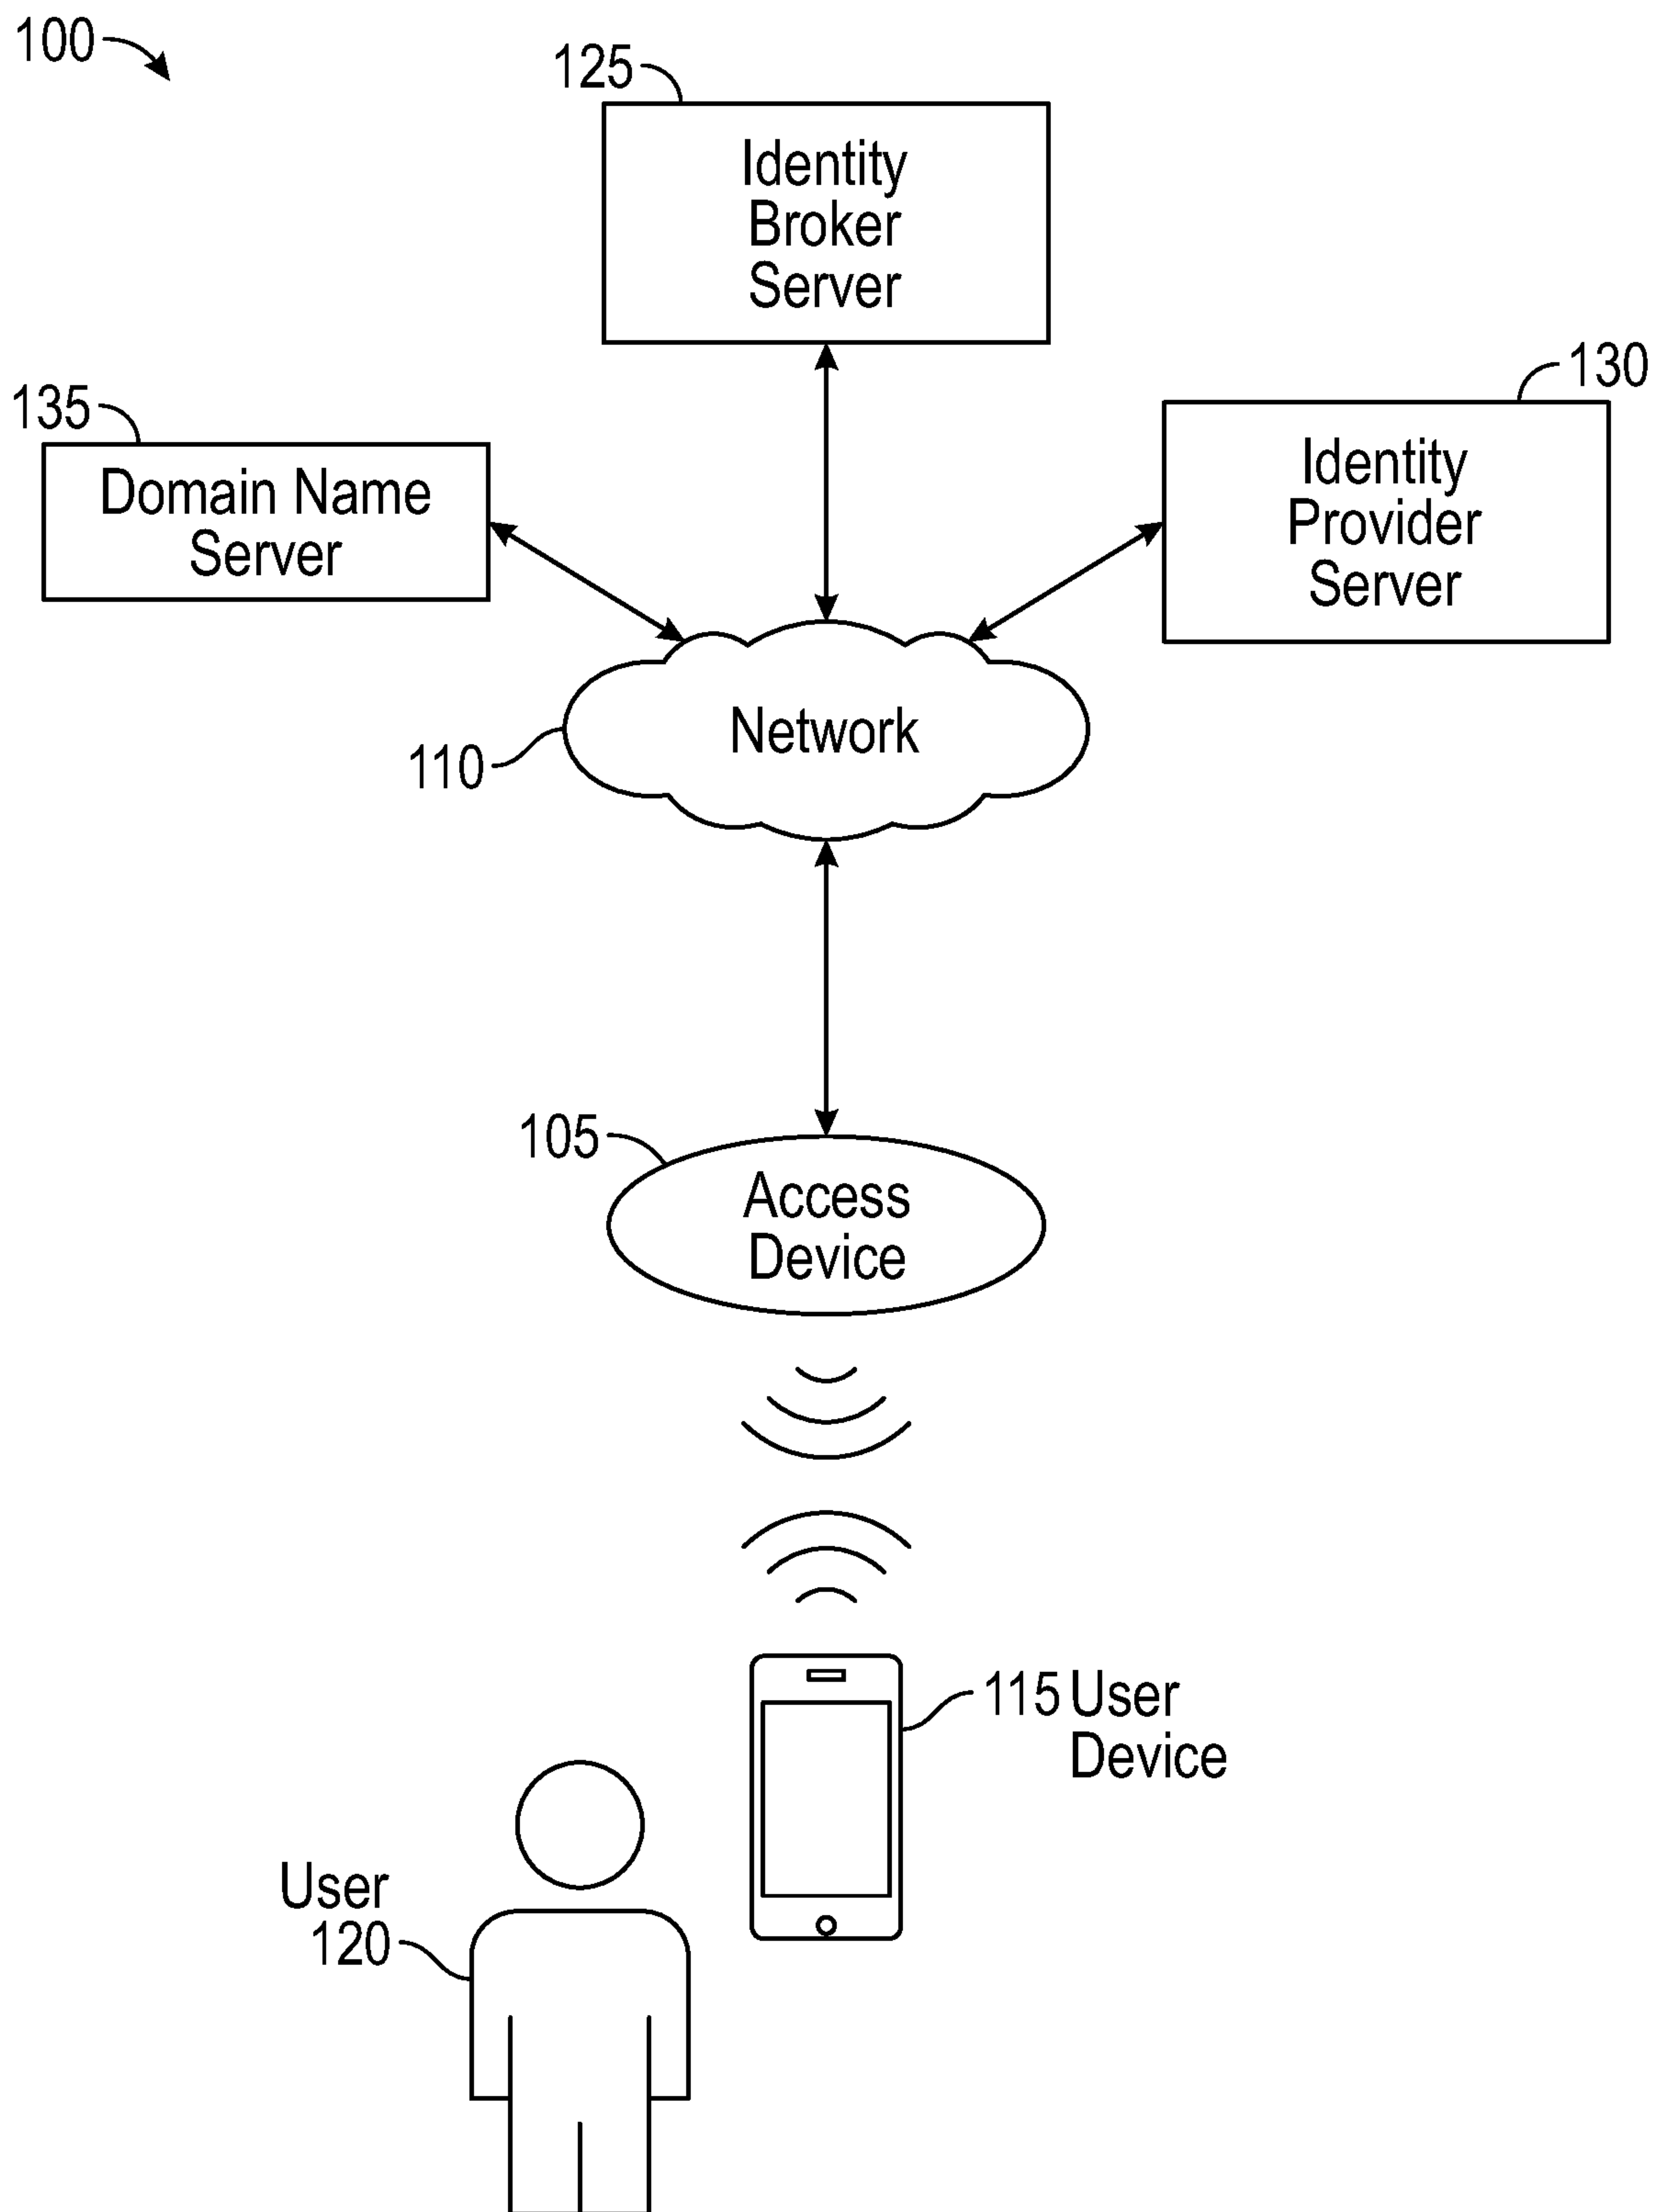 100
125
Identity
Broker
Server
130
135
Domain Name
Server
Identity
Provider
Server
Network
110
105
Access
Device
115 User
Device
User
120